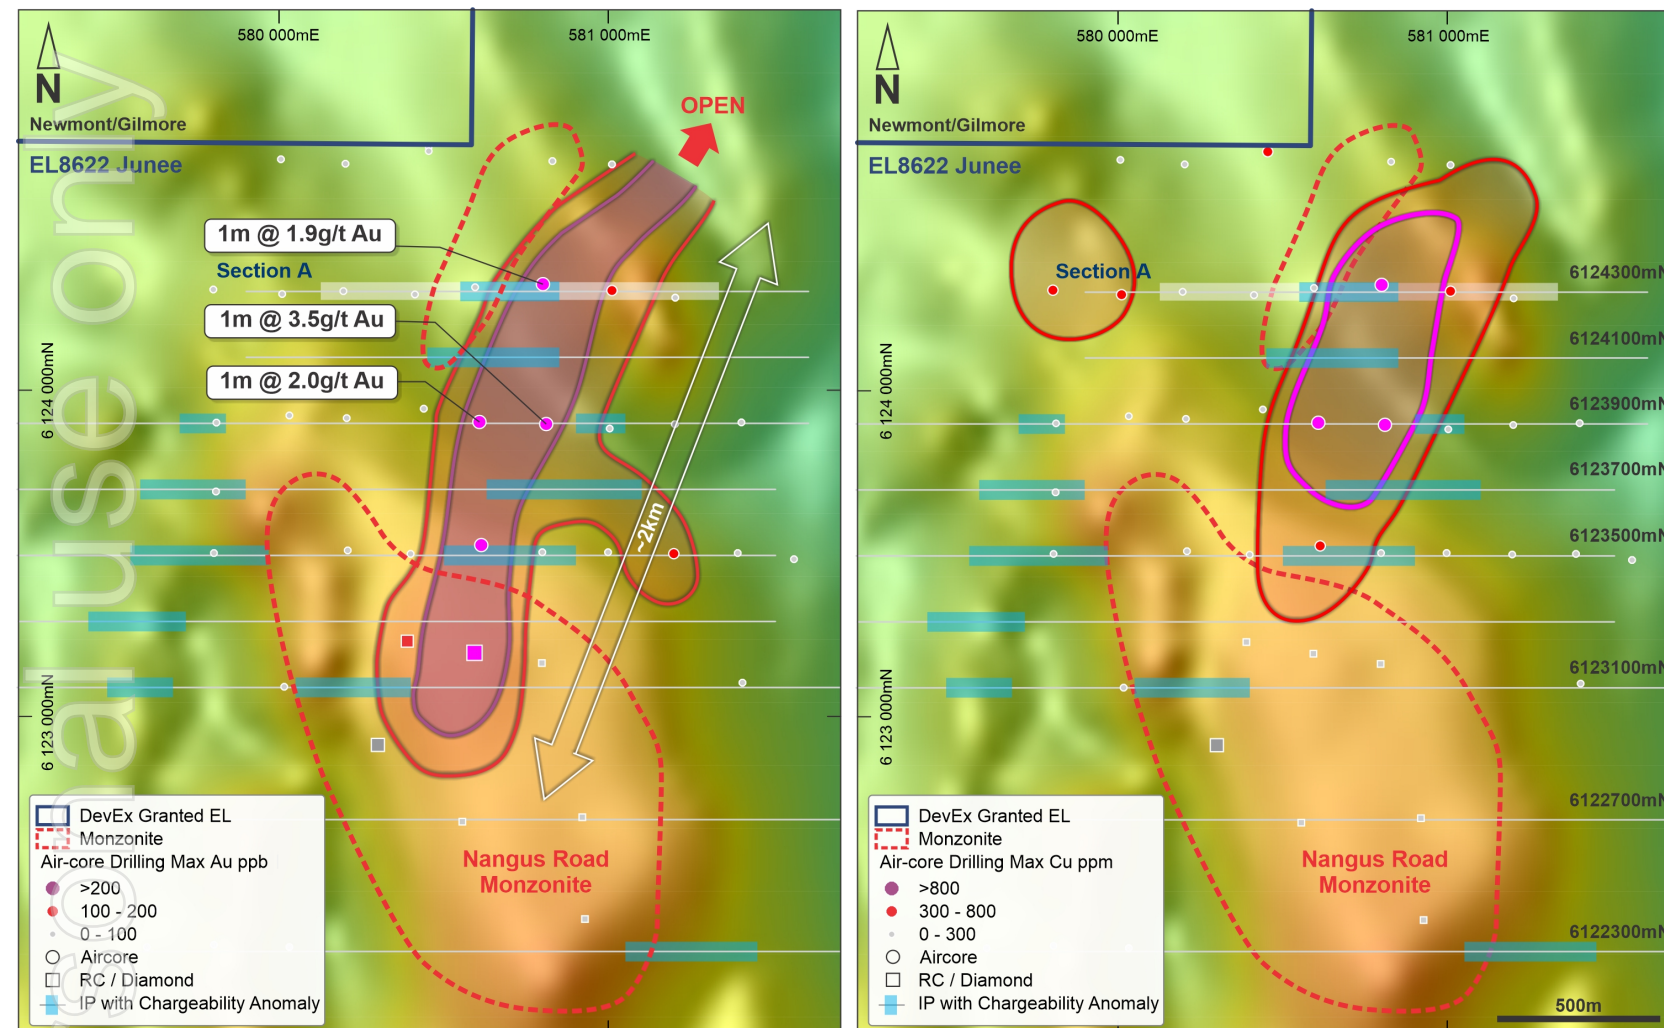 580 000mE
581 000mE
N
Newmont/Gilmore
EL8622 Junee
OPEN
1m @ 1.9g/t Au
Section A
1m @ 3.5g/t Au
1m @ 2.0g/t Au
6 124 000mN
~2km
6 123 000mN
Nangus Road
Monzonite
DevEx Granted EL
Monzonite
Air-core Drilling Max Au ppb
>200
100 - 200
0 - 100
Aircore
RC / Diamond
IP with Chargeability Anomaly
sonal use only
580 000mE
581 000mE
N
Newmont/Gilmore
EL8622 Junee
Section A
6124300mN
6124100mN
6 124 000mN
6123900mN
6123700mN
6123500mN
6123100mN
6 123 000mN
6122700mN
Nangus Road
Monzonite
6122300mN
DevEx Granted EL
Monzonite
Air-core Drilling Max Cu ppm
>800
300 - 800
0 - 300
Aircore
RC / Diamond
IP with Chargeability Anomaly
500m